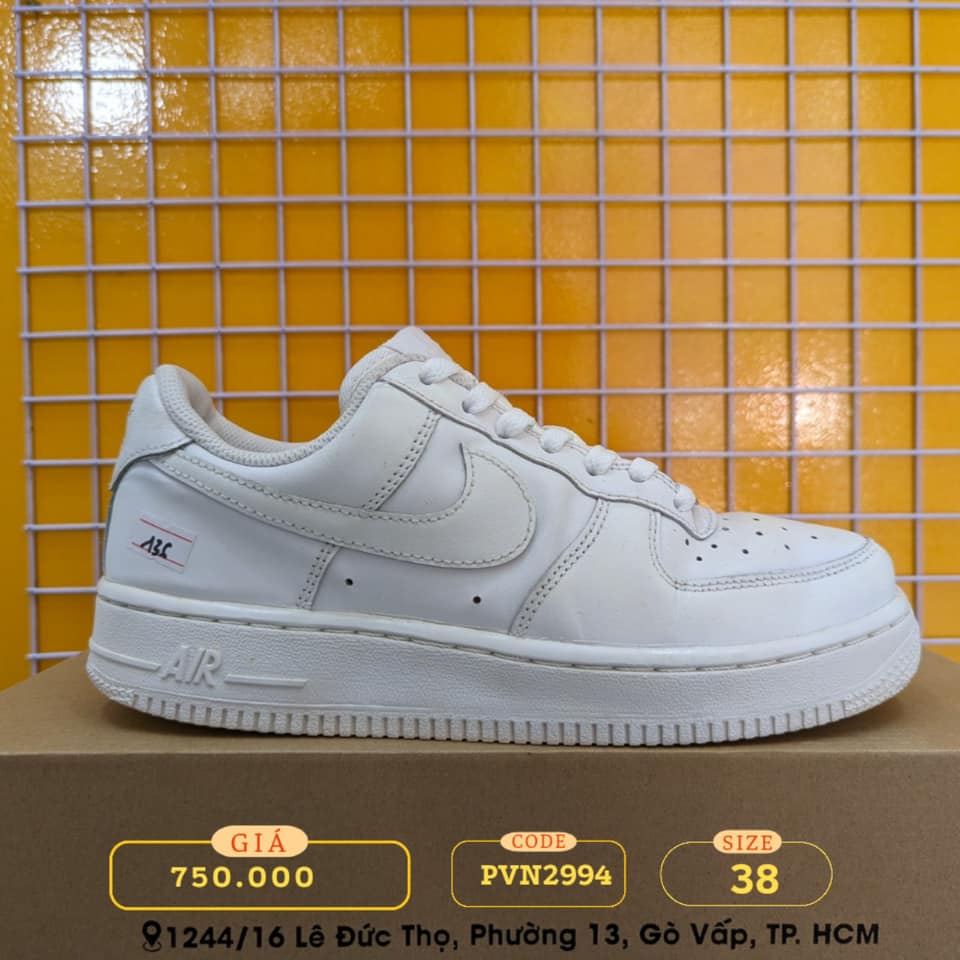 135
AIR
GIÁ
750.000
CODE
PVN2994
SIZE
38
1244/16 Lê Đức Thọ, Phường 13, Gò Vấp, TP. HCM